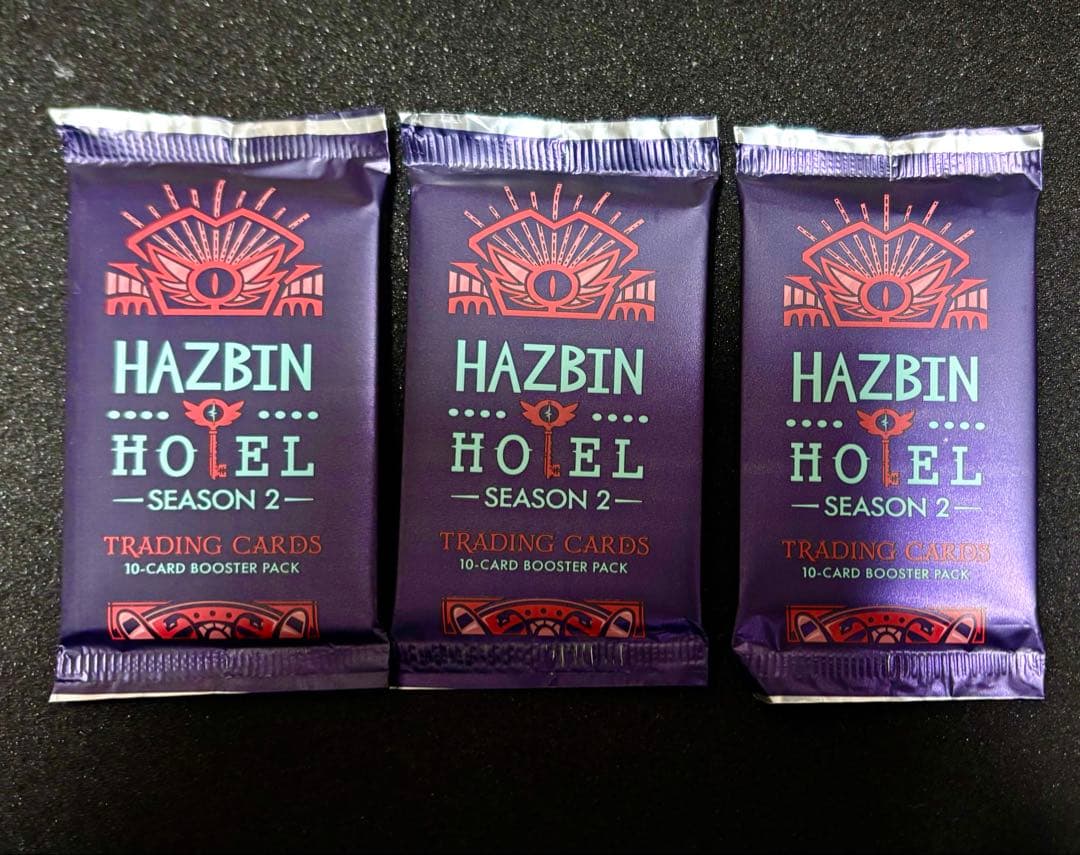 HAZBIN
HOTEL
SEASON 2
TRADING CARDS
10-CARD BOOSTER PACK
HAZBIN
HOTEL
SEASON 2
TRADING CARDS
10-CARD BOOSTER PACK
HAZBIN
HOTEL
SEASON 2
TRADING CARDS
10-CARD BOOSTER PACK